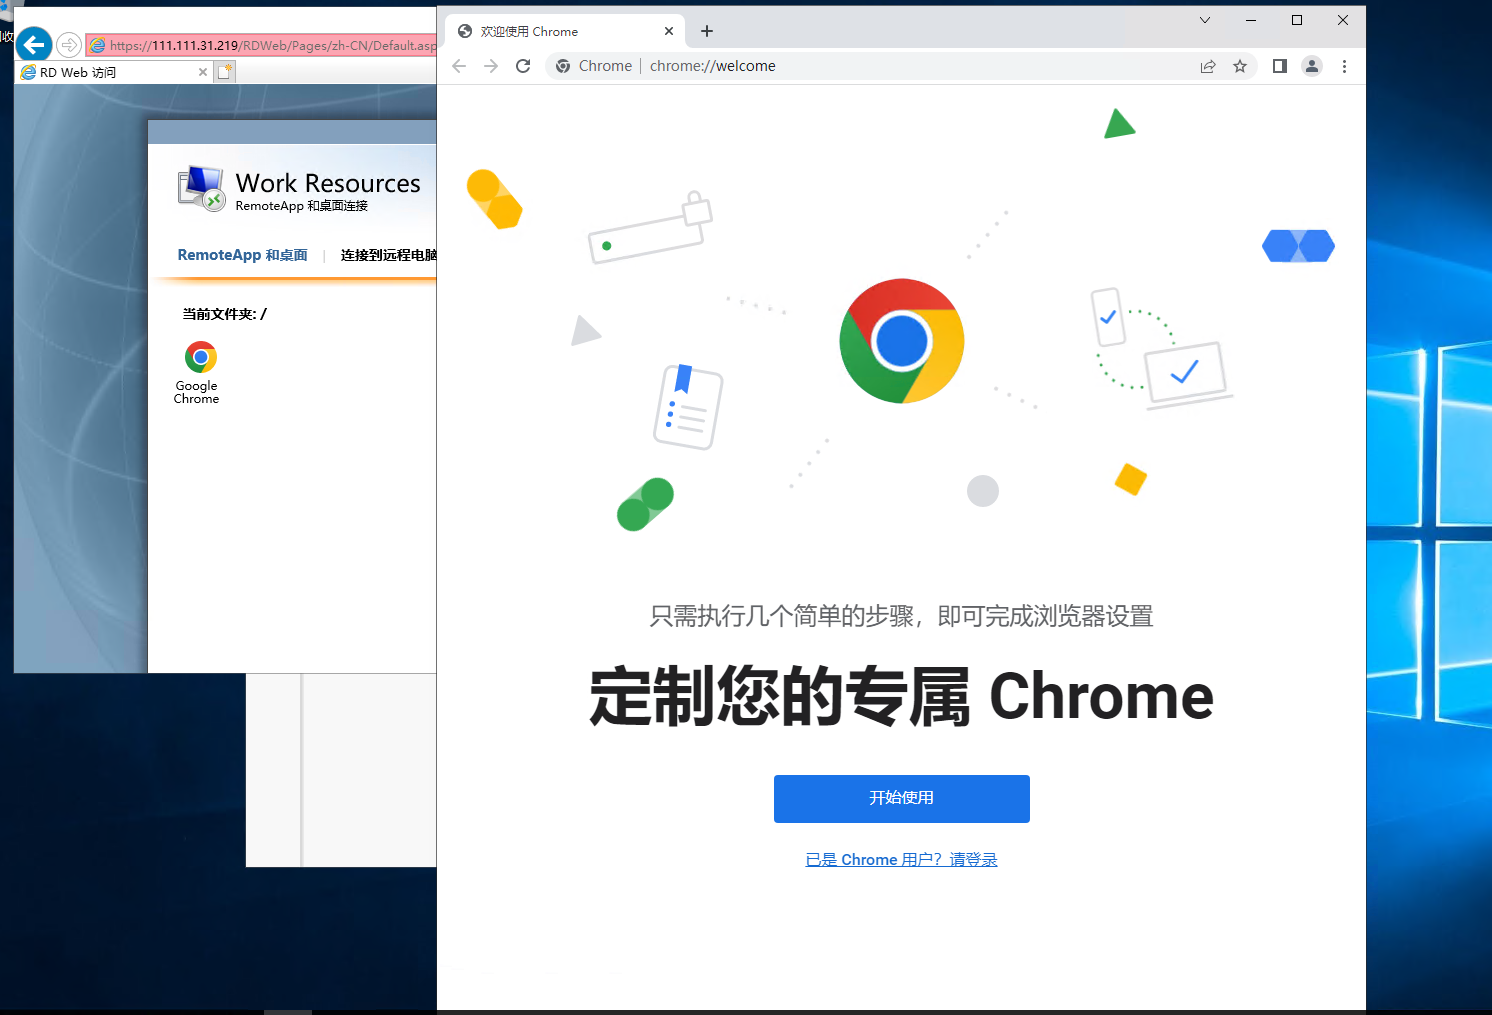 收
https://111.111.31.219/RDWeb/Pages/zh-CN/Default.asp
RD Web 访问
Work Resources
RemoteApp 和桌面连接
RemoteApp 和桌面 | 连接到远程电脑
当前文件夹: /
Google
Chrome
欢迎使用 Chrome
Chrome | chrome://welcome
只需执行几个简单的步骤，即可完成浏览器设置
定制您的专属 Chrome
开始使用
已是 Chrome 用户？请登录